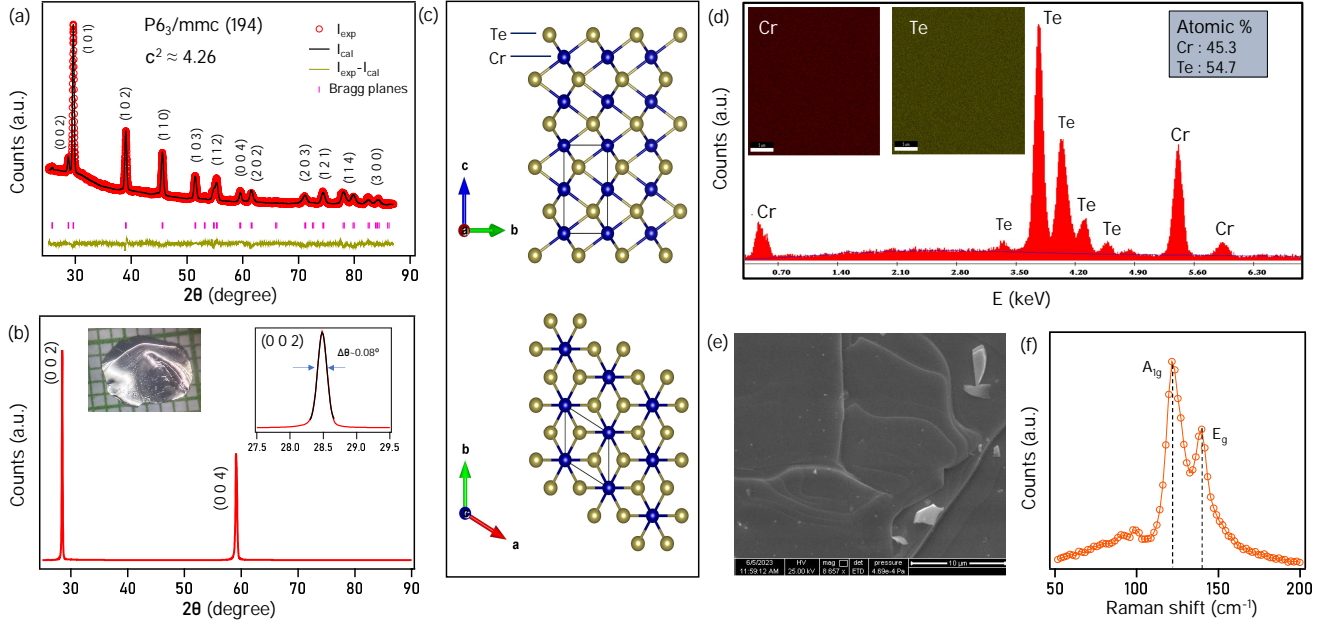 (a)
P6₃/mmc (194)
c² ≈ 4.26
I_exp
I_cal
I_exp-I_cal
Bragg planes
(0 0 2)
(1 0 1)
(1 0 2)
(1 1 0)
(1 0 3)
(1 1 2)
(0 0 4)
(2 0 2)
(2 0 3)
(1 2 1)
(1 1 4)
(3 0 0)
Counts (a.u.)
30 40 50 60 70 80 90
2θ (degree)
(b)
(0 0 2)
(0 0 4)
(0 0 2)
Δθ~0.08°
27.5 28.0 28.5 29.0 29.5
Counts (a.u.)
30 40 50 60 70 80 90
2θ (degree)
(c)
Te
Cr
c
a
b
b
a
(d)
Cr
Te
Atomic %
Cr : 45.3
Te : 54.7
Cr
Te
Te
Te
Te
Te
Cr
Cr
Counts (a.u.)
0.70 1.40 2.10 2.80 3.50 4.20 4.90 5.60 6.30
E (keV)
(e)
6/5/2023 HV mag det pressure 10 µm
11:59:12 AM 25.00 kV 8 657 x ETD 4.69e-4 Pa
(f)
A₁g
E_g
Counts (a.u.)
50 100 150 200
Raman shift (cm⁻¹)